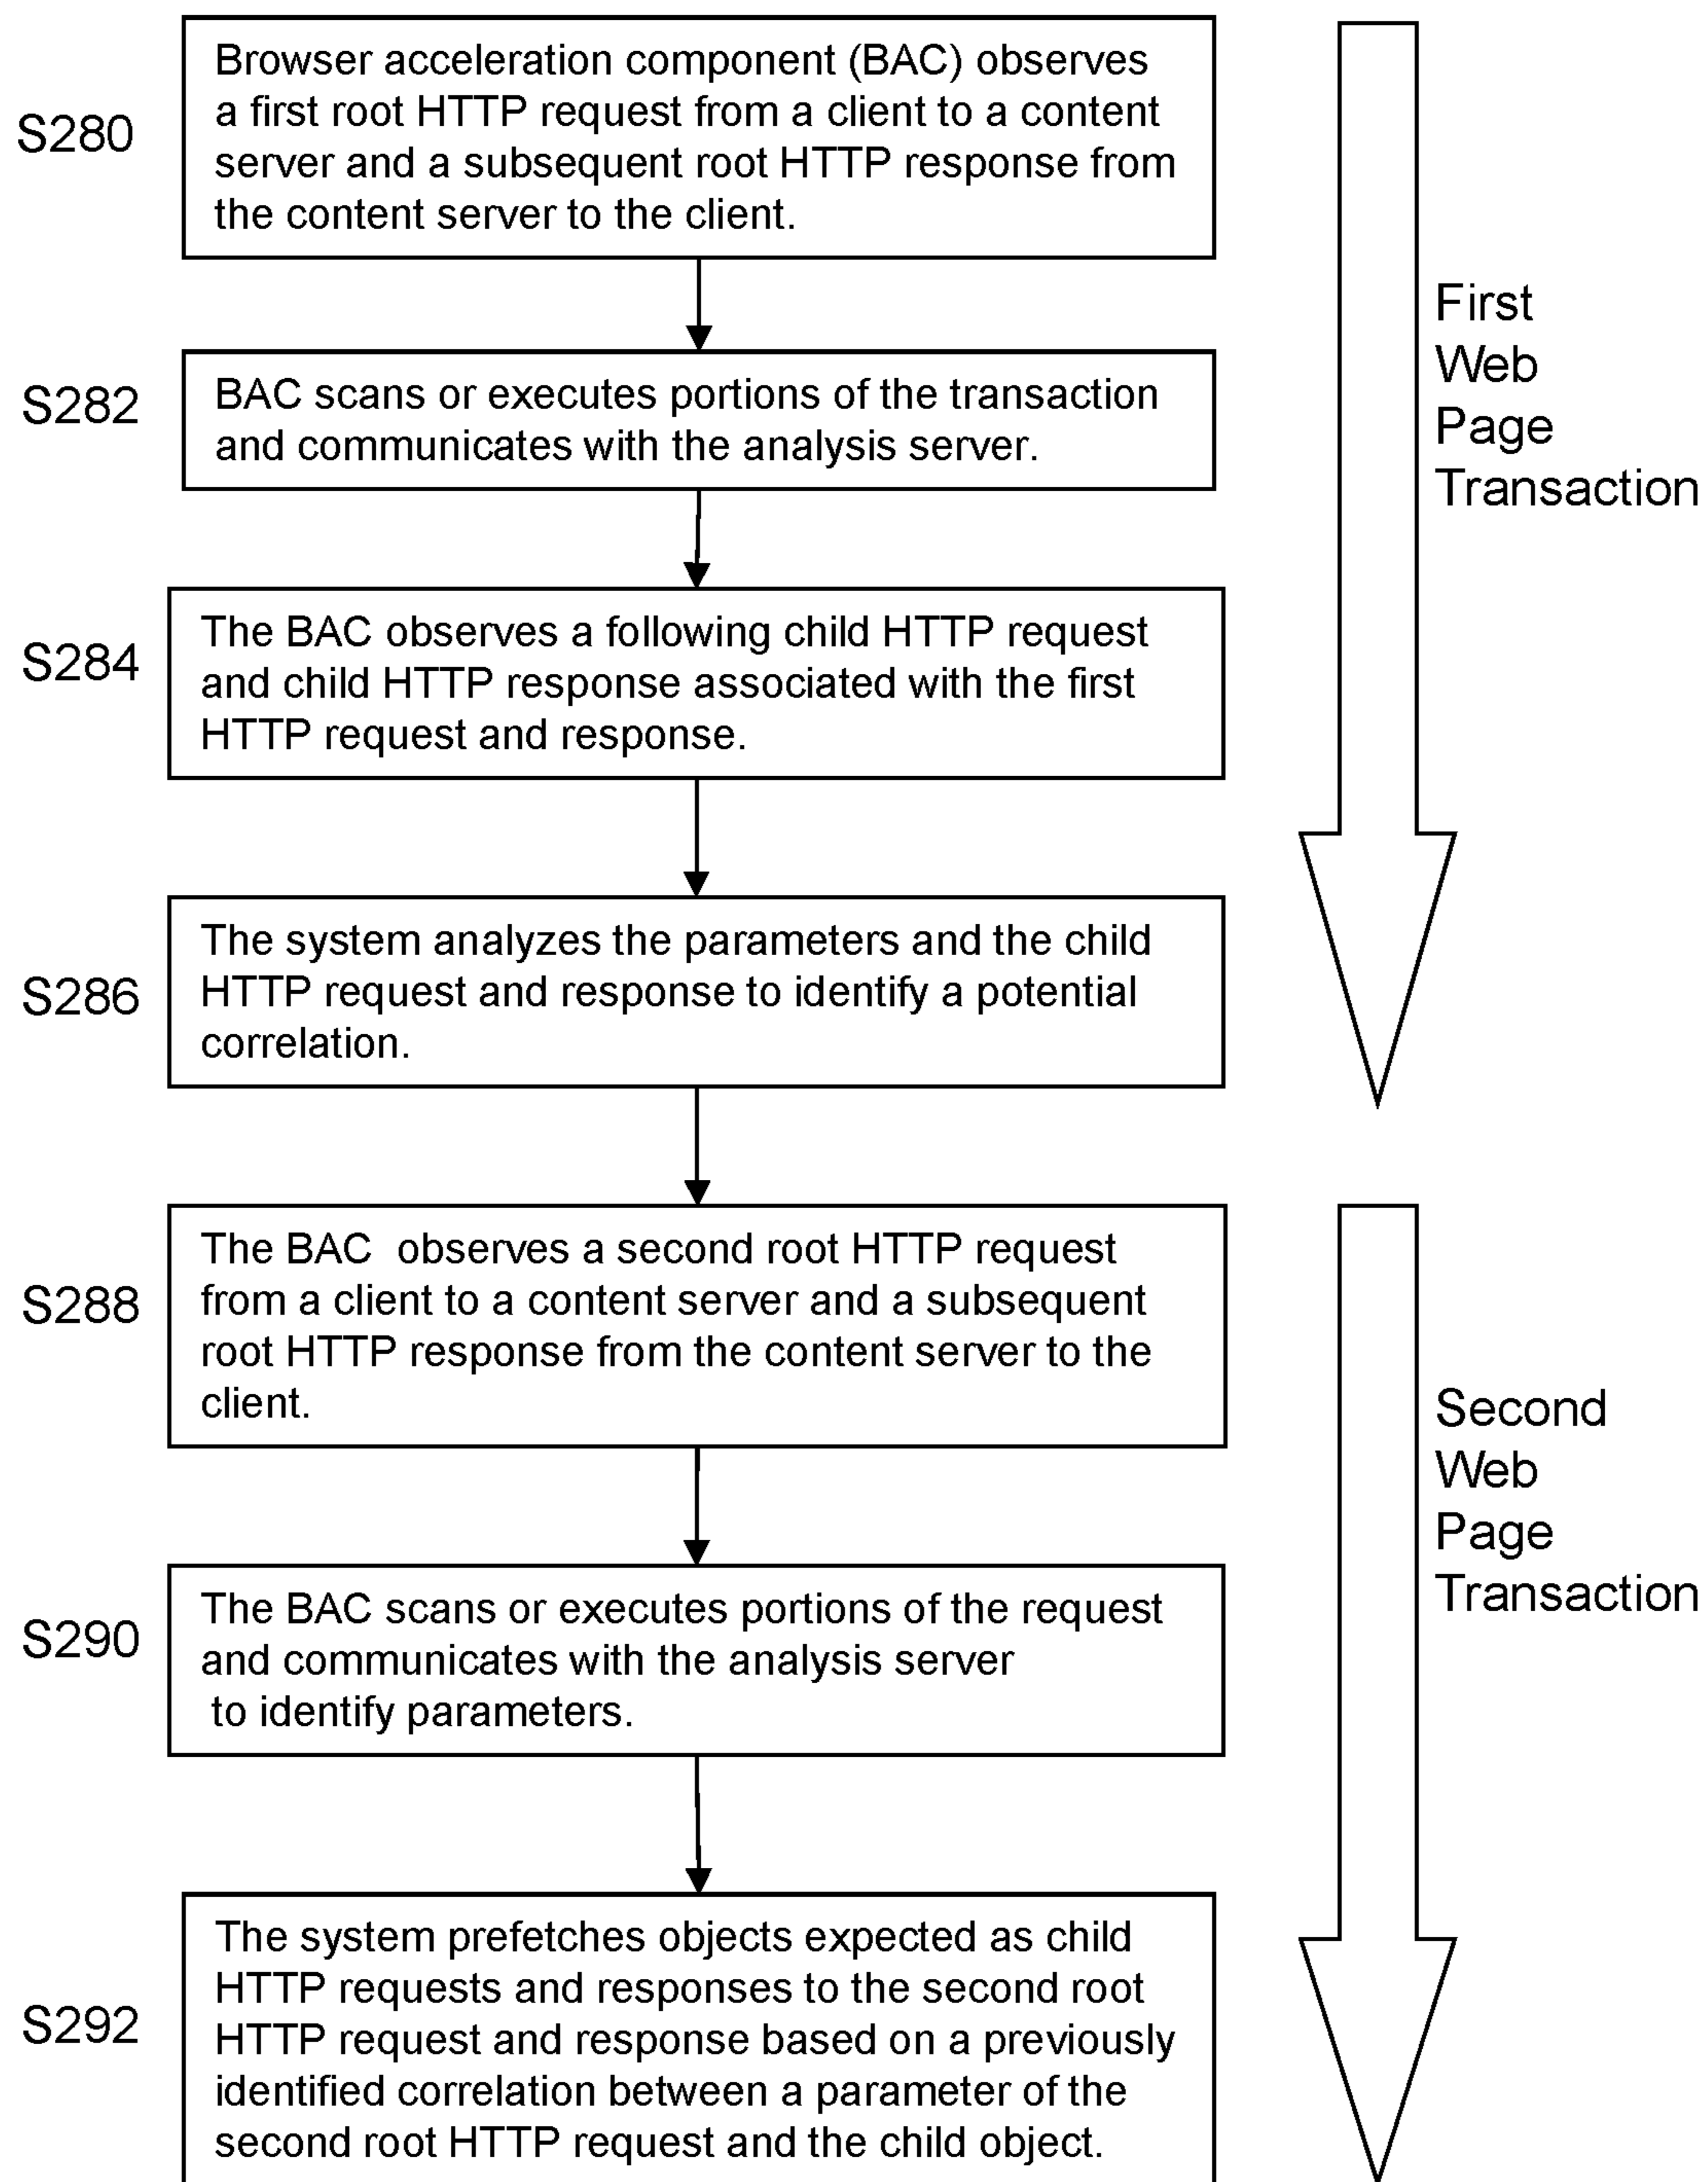 S280
Browser acceleration component (BAC) observes
a first root HTTP request from a client to a content
server and a subsequent root HTTP response from
the content server to the client.
S282
BAC scans or executes portions of the transaction
and communicates with the analysis server.
S284
The BAC observes a following child HTTP request
and child HTTP response associated with the first
HTTP request and response.
S286
The system analyzes the parameters and the child
HTTP request and response to identify a potential
correlation.
First
Web
Page
Transaction
S288
The BAC  observes a second root HTTP request
from a client to a content server and a subsequent
root HTTP response from the content server to the
client.
S290
The BAC scans or executes portions of the request
and communicates with the analysis server
to identify parameters.
S292
The system prefetches objects expected as child
HTTP requests and responses to the second root
HTTP request and response based on a previously
identified correlation between a parameter of the
second root HTTP request and the child object.
Second
Web
Page
Transaction